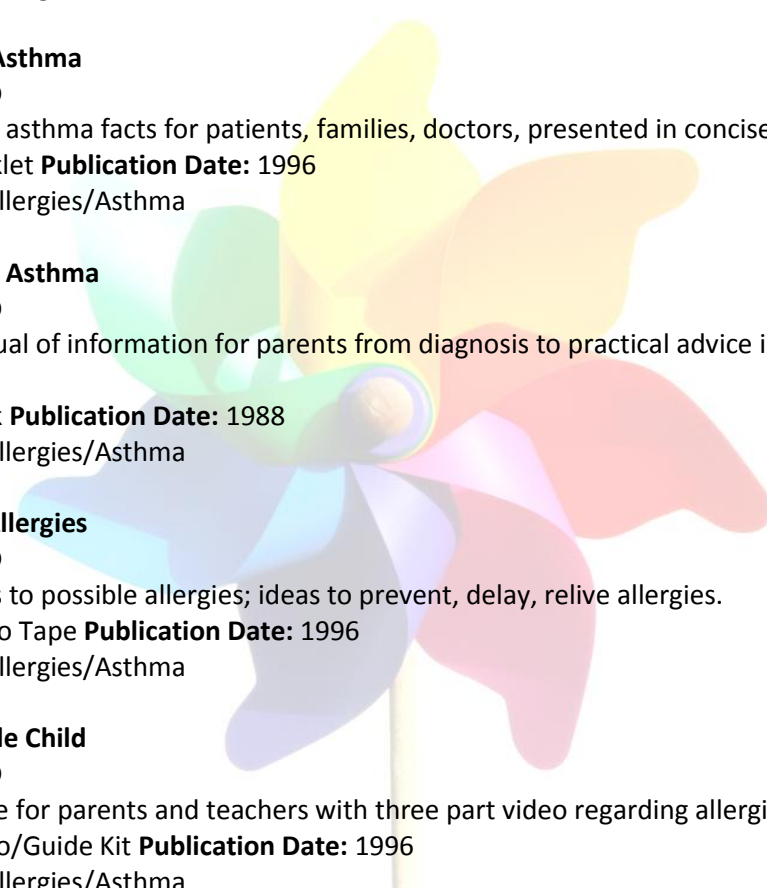 Asthma
asthma facts for patients, families, doctors, presented in concise
klet Publication Date: 1996
llergies/Asthma
Asthma
ual of information for parents from diagnosis to practical advice i
k Publication Date: 1988
llergies/Asthma
llergies
s to possible allergies; ideas to prevent, delay, relive allergies.
o Tape Publication Date: 1996
llergies/Asthma
le Child
e for parents and teachers with three part video regarding allergi
o/Guide Kit Publication Date: 1996
llergies/Asthma